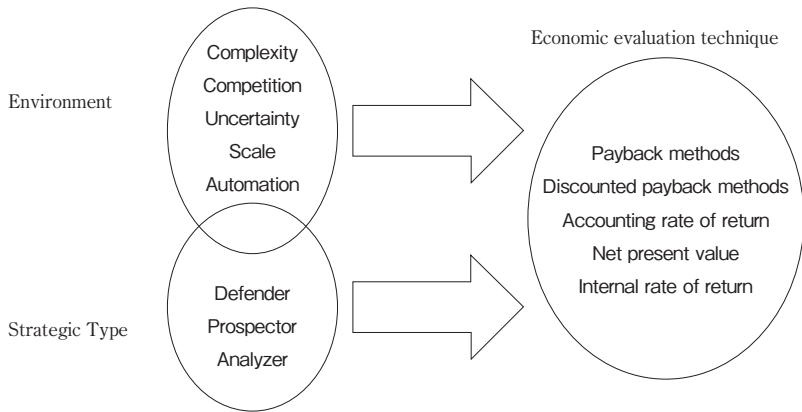 Environment
Complexity
Competition
Uncertainty
Scale
Automation
Strategic Type
Defender
Prospector
Analyzer
Economic evaluation technique
Payback methods
Discounted payback methods
Accounting rate of return
Net present value
Internal rate of return